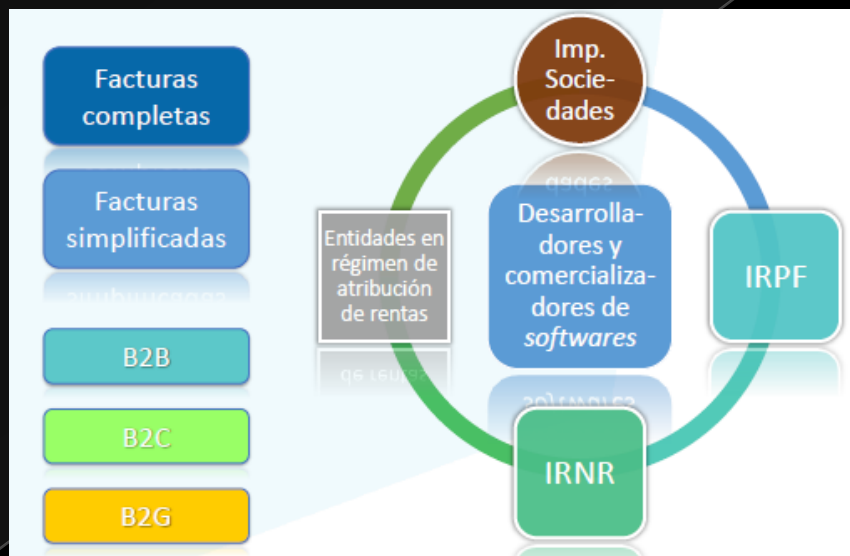 Facturas
completas
Facturas
simplificadas
B2B
B2C
B2G
Imp.
Socie-
dades
Entidades en
régimen de
atribución
de rentas
Desarrolla-
dores y
comercializa-
dores de
softwares
IRPF
IRNR